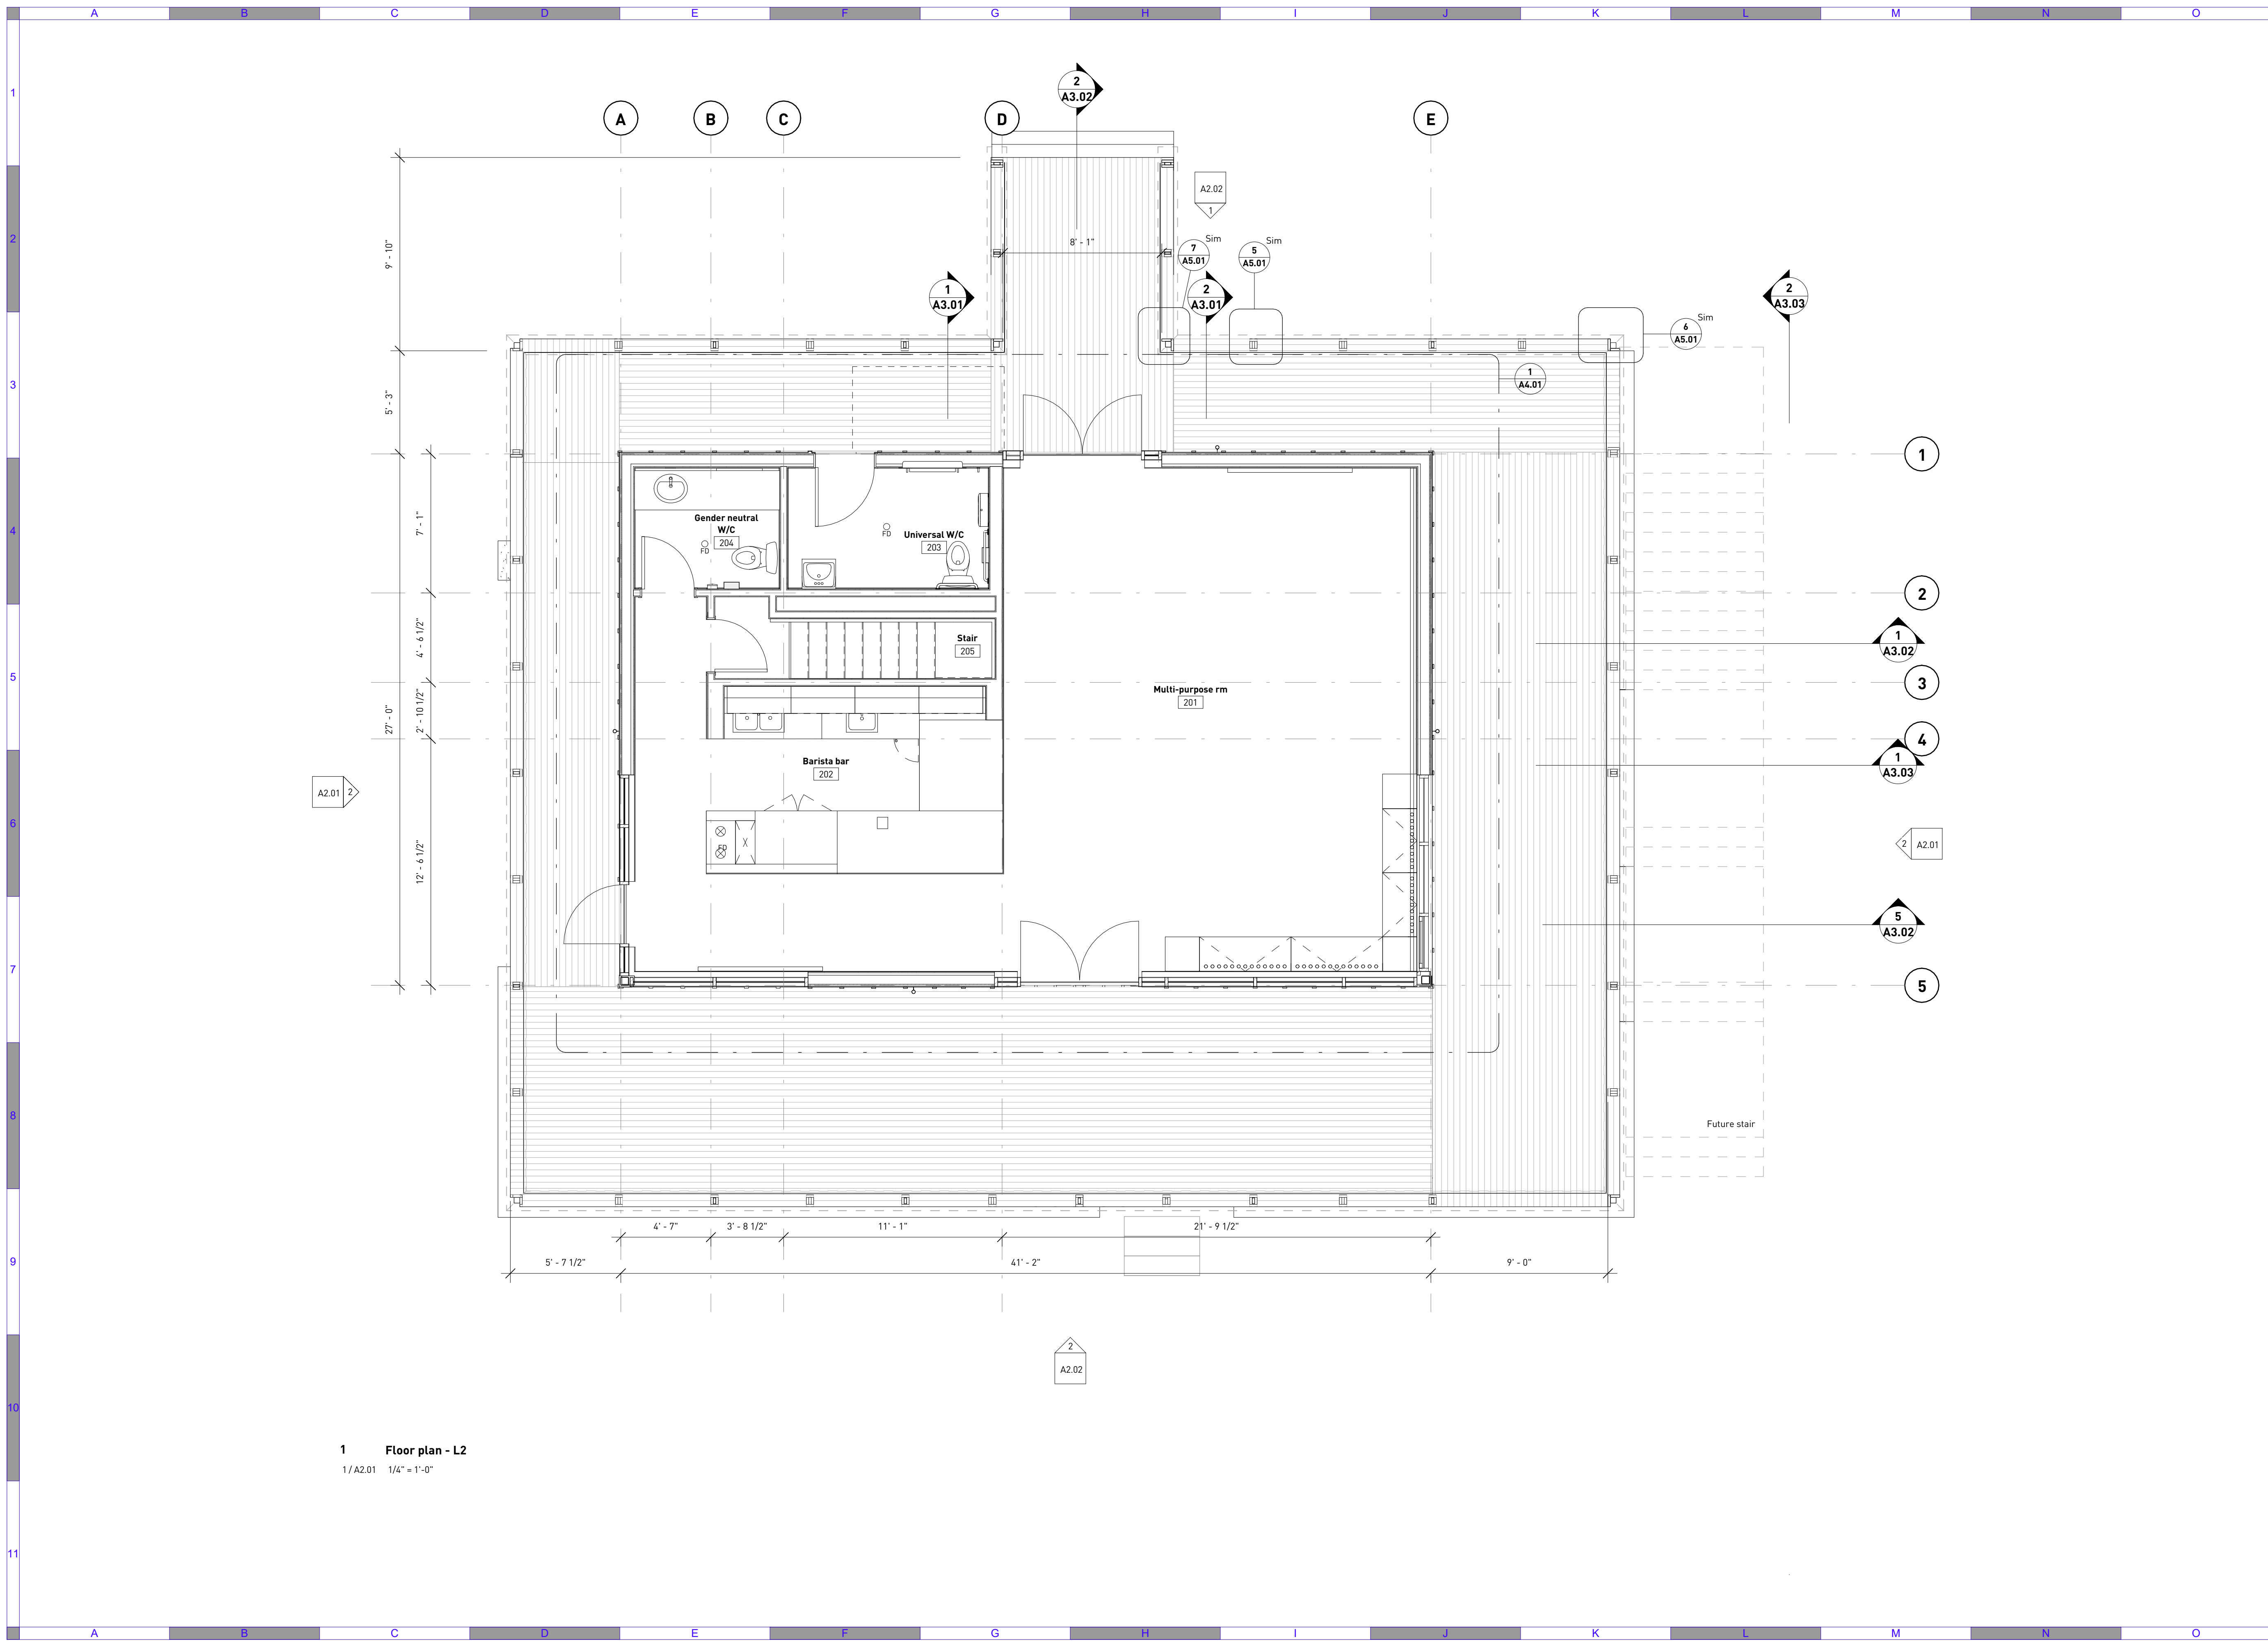 A B C D E F G H I J K L M N O
1
2
3
4
5
6
7
8
9
10
11
2
A3.02
A B C D E
A2.02
1
9' - 10"
8' - 1"
7
A5.01
Sim
5
A5.01
Sim
1
A3.01
2
A3.01
2
A3.03
6
A5.01
Sim
1
A4.01
5' - 3"
1
7' - 1"
Gender neutral
W/C
204
FD
FD
Universal W/C
203
2
4' - 6 1/2"
Stair
205
1
A3.02
3
Multi-purpose rm
201
27' - 0"
2' - 10 1/2"
4
Barista bar
202
1
A3.03
A2.01
2
FD
12' - 6 1/2"
2
A2.01
5
A3.02
5
Future stair
4' - 7"
3' - 8 1/2"
11' - 1"
21' - 9 1/2"
5' - 7 1/2"
41' - 2"
9' - 0"
2
A2.02
1
Floor plan - L2
1 / A2.01
1/4" = 1'-0"
A B C D E F G H I J K L M N O